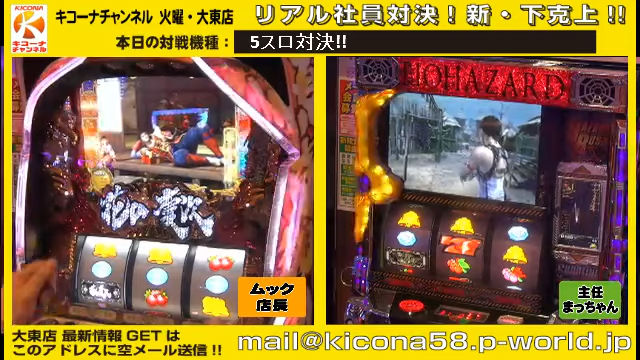 KICONA
キコーナ
チャンネル
キコーナチャンネル 火曜・大東店
リアル社員対決!新・下克上!!
本日の対戦機種:
5スロ対決!!
BIOHAZARD
花の慶次
ムック
店長
主任
まっちゃん
大東店 最新情報 GET は
このアドレスに空メール送信!!
mail@kicona58.p-world.jp